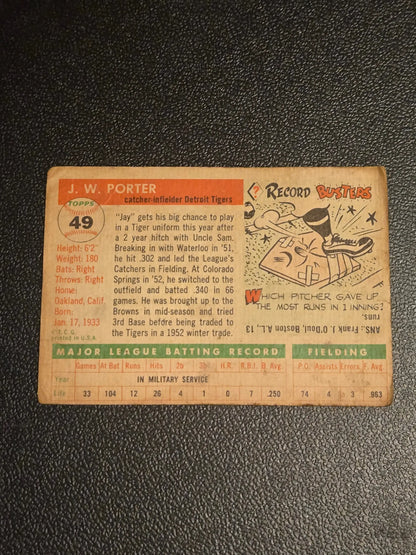 J. W. PORTER
catcher-infielder Detroit Tigers
TOPPS
49
Height: 6'2"
Weight: 180
Bats: Right
Throws: Right
Home:
Oakland, Calif.
Born:
Jan. 17, 1933
© T. C. G.
printed in U.S.A.
"Jay" gets his big chance to play
in a Tiger uniform this year after
a 2 year hitch with Uncle Sam.
Breaking in with Waterloo in '51,
he hit .302 and led the League's
Catchers in Fielding. At Colorado
Springs in '52, he switched to the
outfield and batted .340 in 66
games. He was brought up to the
Browns in mid-season and tried
3rd Base before being traded to
the Tigers in a 1952 winter trade.
? RECORD BUSTERS
WHICH PITCHER GAVE UP
THE MOST RUNS IN 1 INNING?
ANS: Frank J. O'Doul, Boston A.L. 13
runs.
MAJOR LEAGUE BATTING RECORD FIELDING
Games At Bat Runs Hits 2b 3b H.R. R.B.I. B. Avg. P.O. Assists Errors F. Avg.
Year IN MILITARY SERVICE
Life 33 104 12 26 4 1 0 7 .250 74 4 3 .963